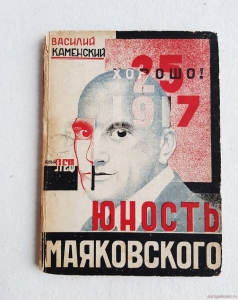 ВАСИЛИЙ
КАМЕНСКИЙ
ХОРОШО!
25
1917
ЛЕФ
ЮНОСТЬ
МАЯКОВСКОГО